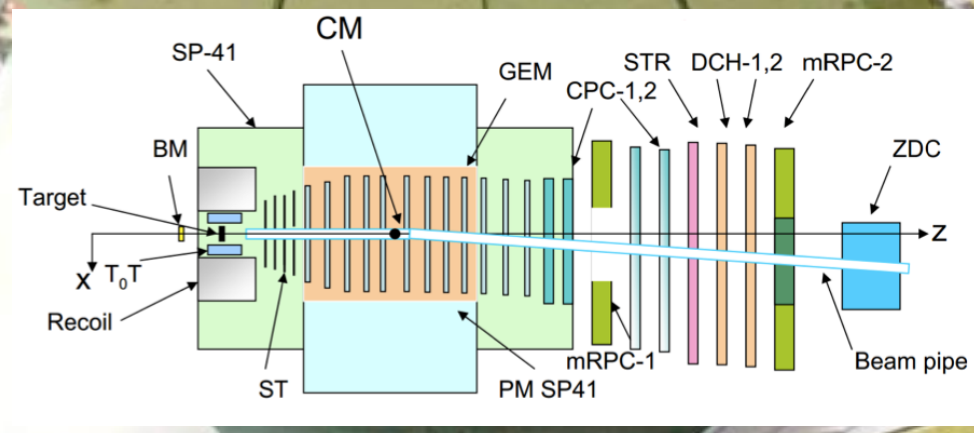 CM
SP-41
GEM
STR
DCH-1,2
mRPC-2
CPC-1,2
BM
ZDC
Target
Z
X
T₀T
Recoil
mRPC-1
Beam pipe
ST
PM SP41